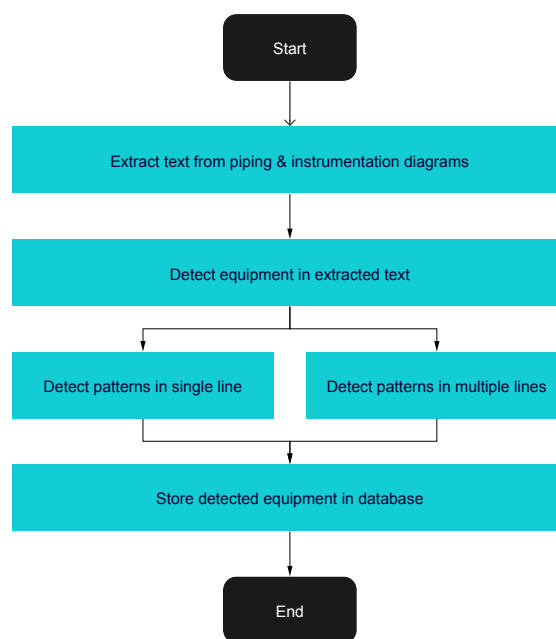 Start
Extract text from piping & instrumentation diagrams
Detect equipment in extracted text
Detect patterns in single line
Detect patterns in multiple lines
Store detected equipment in database
End